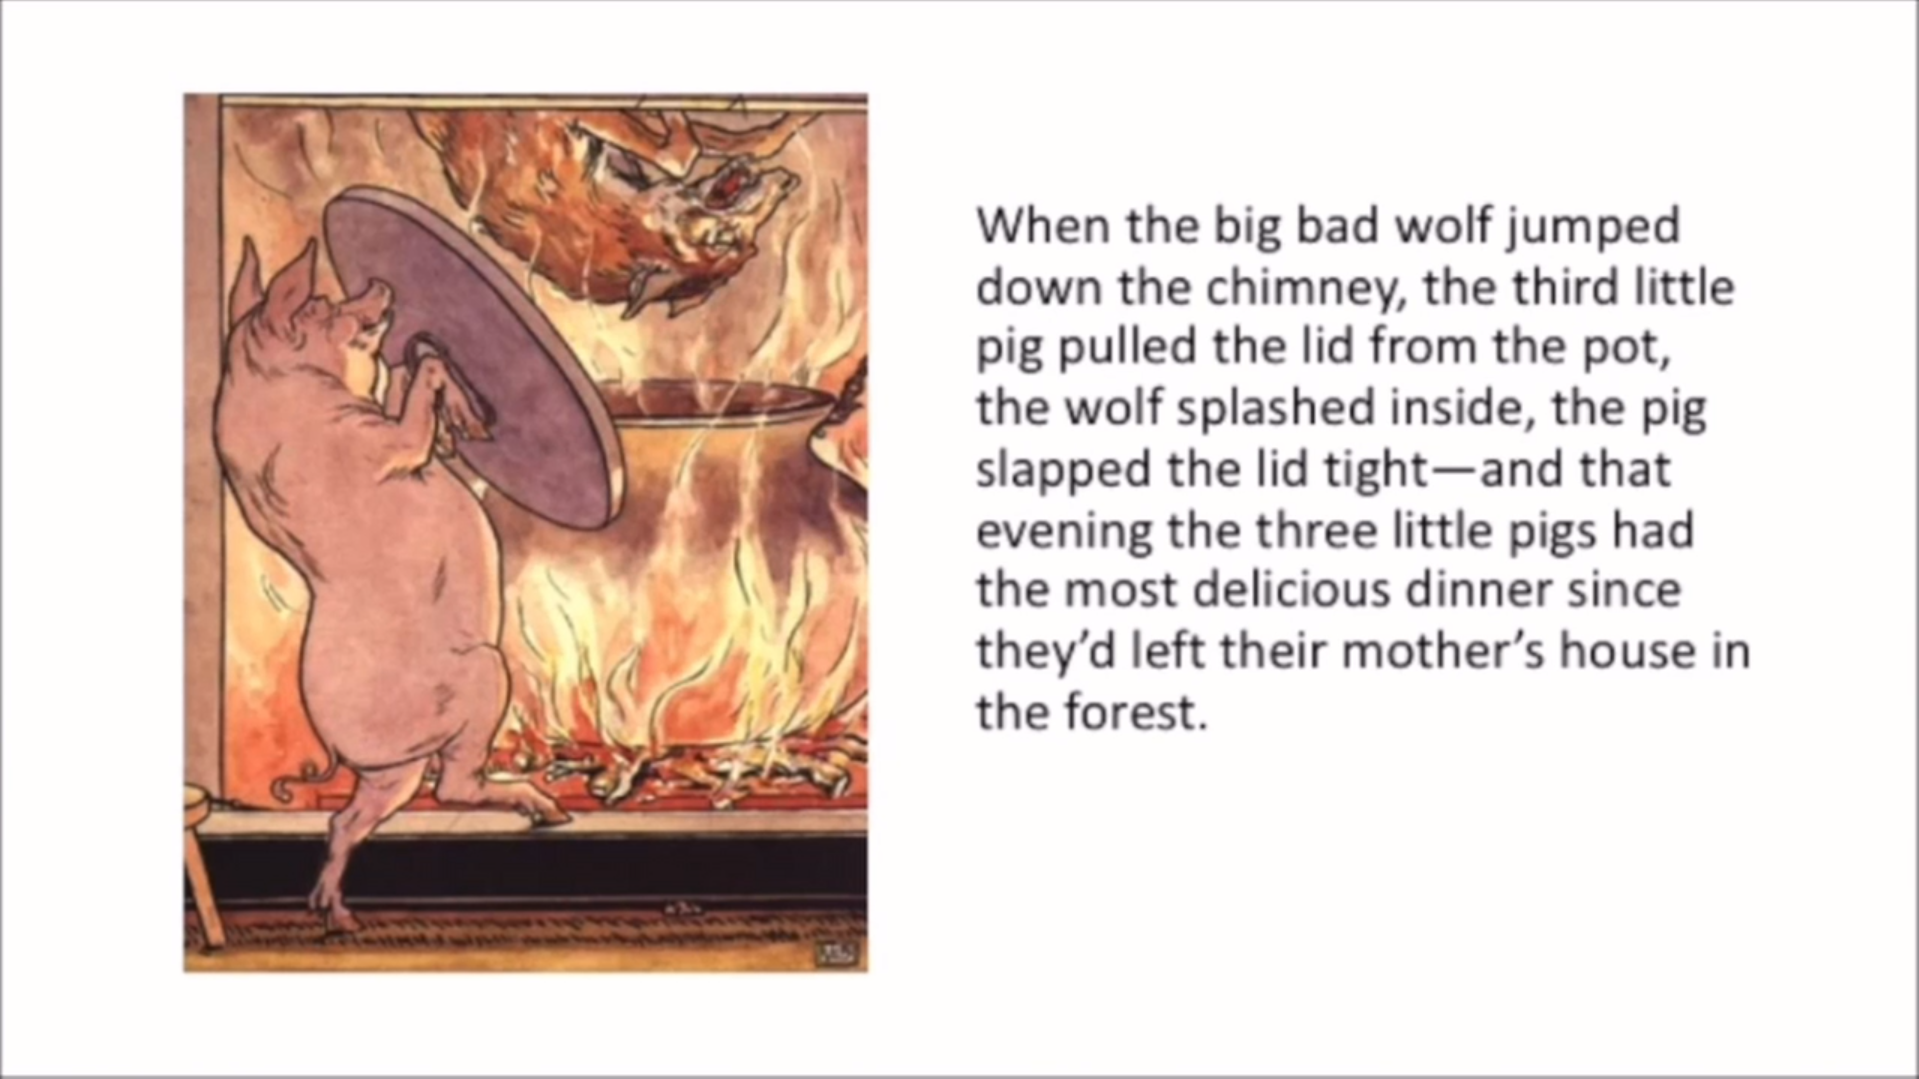 When the big bad wolf jumped
down the chimney, the third little
pig pulled the lid from the pot,
the wolf splashed inside, the pig
slapped the lid tight—and that
evening the three little pigs had
the most delicious dinner since
they’d left their mother’s house in
the forest.